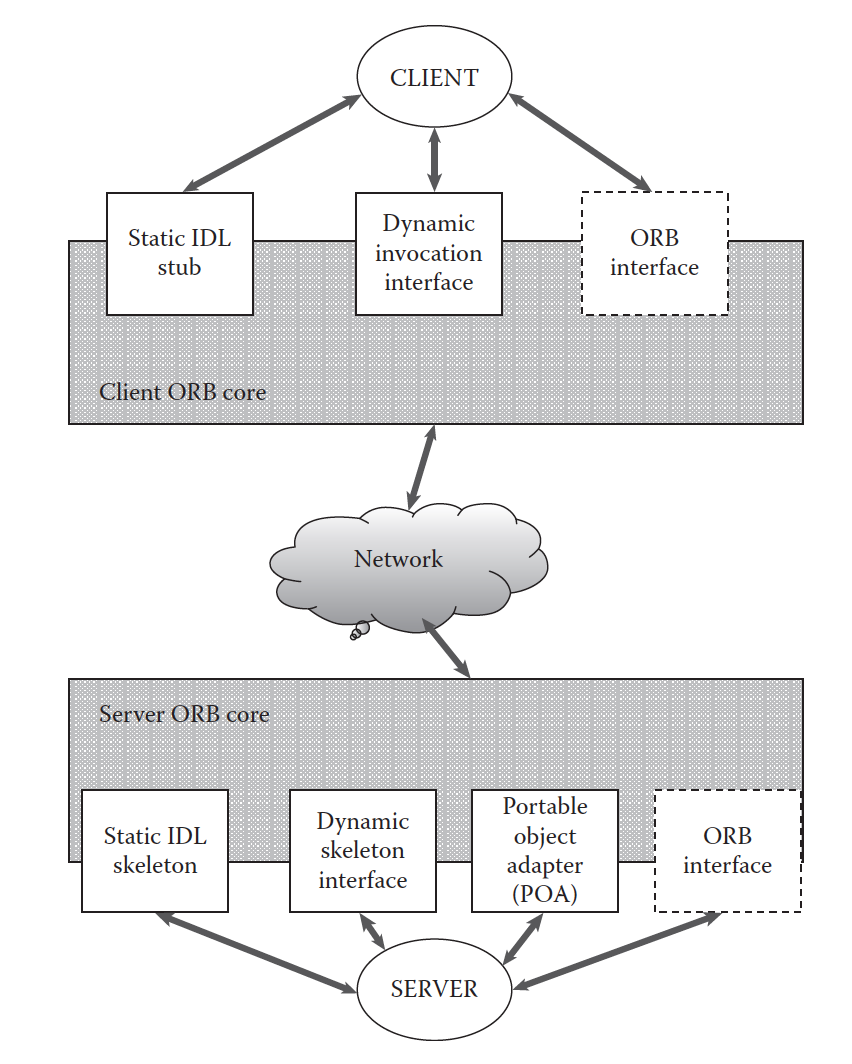 CLIENT
Static IDL
stub
Dynamic
invocation
interface
ORB
interface
Client ORB core
Network
Server ORB core
Static IDL
skeleton
Dynamic
skeleton
interface
Portable
object
adapter
(POA)
ORB
interface
SERVER